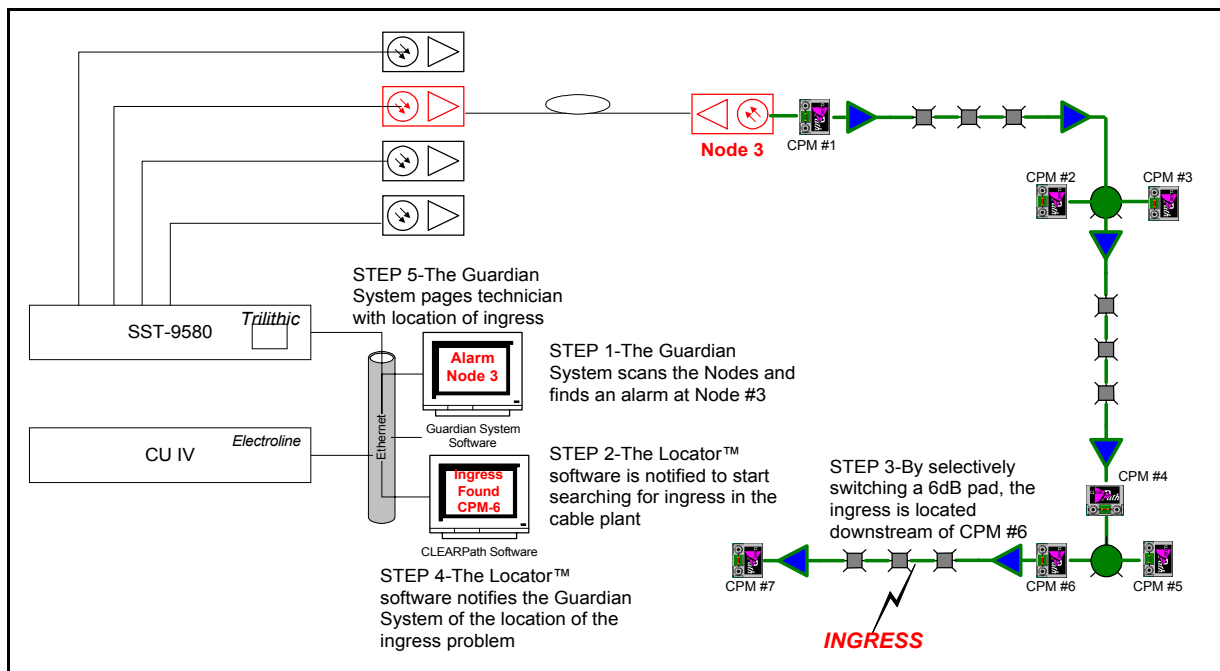 Node 3
CPM #1
CPM #2
CPM #3
STEP 5-The Guardian
System pages technician
with location of ingress
Trilithic
SST-9580
Alarm
Node 3
STEP 1-The Guardian
System scans the Nodes and
finds an alarm at Node #3
Ethernet
Guardian System
Software
Electroline
CU IV
Ingress
Found
CPM-6
STEP 2-The Locator™
software is notified to start
searching for ingress in the
cable plant
CLEARPath Software
STEP 3-By selectively
switching a 6dB pad, the
ingress is located
downstream of CPM #6
CPM #4
CPM #7
CPM #6
CPM #5
STEP 4-The Locator™
software notifies the Guardian
System of the location of the
ingress problem
INGRESS